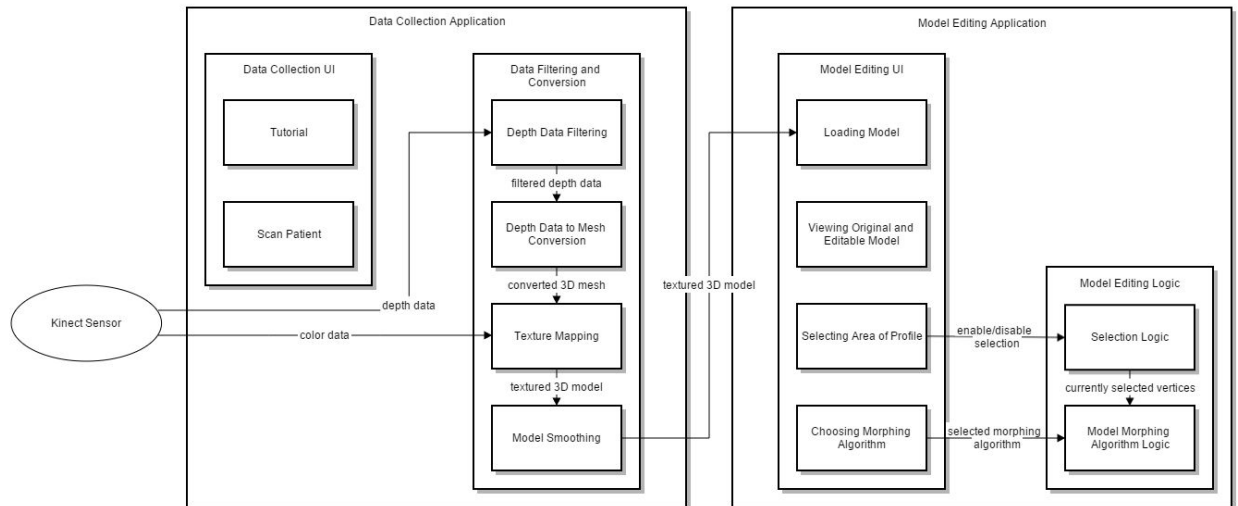 Data Collection Application
Data Collection UI
Tutorial
Scan Patient
Kinect Sensor
depth data
color data
Data Filtering and
Conversion
Depth Data Filtering
filtered depth data
Depth Data to Mesh
Conversion
converted 3D mesh
Texture Mapping
textured 3D model
Model Smoothing
textured 3D model
Model Editing Application
Model Editing UI
Loading Model
Viewing Original and
Editable Model
Selecting Area of Profile
Choosing Morphing
Algorithm
enable/disable
selection
selected morphing
algorithm
Model Editing Logic
Selection Logic
currently selected vertices
Model Morphing
Algorithm Logic